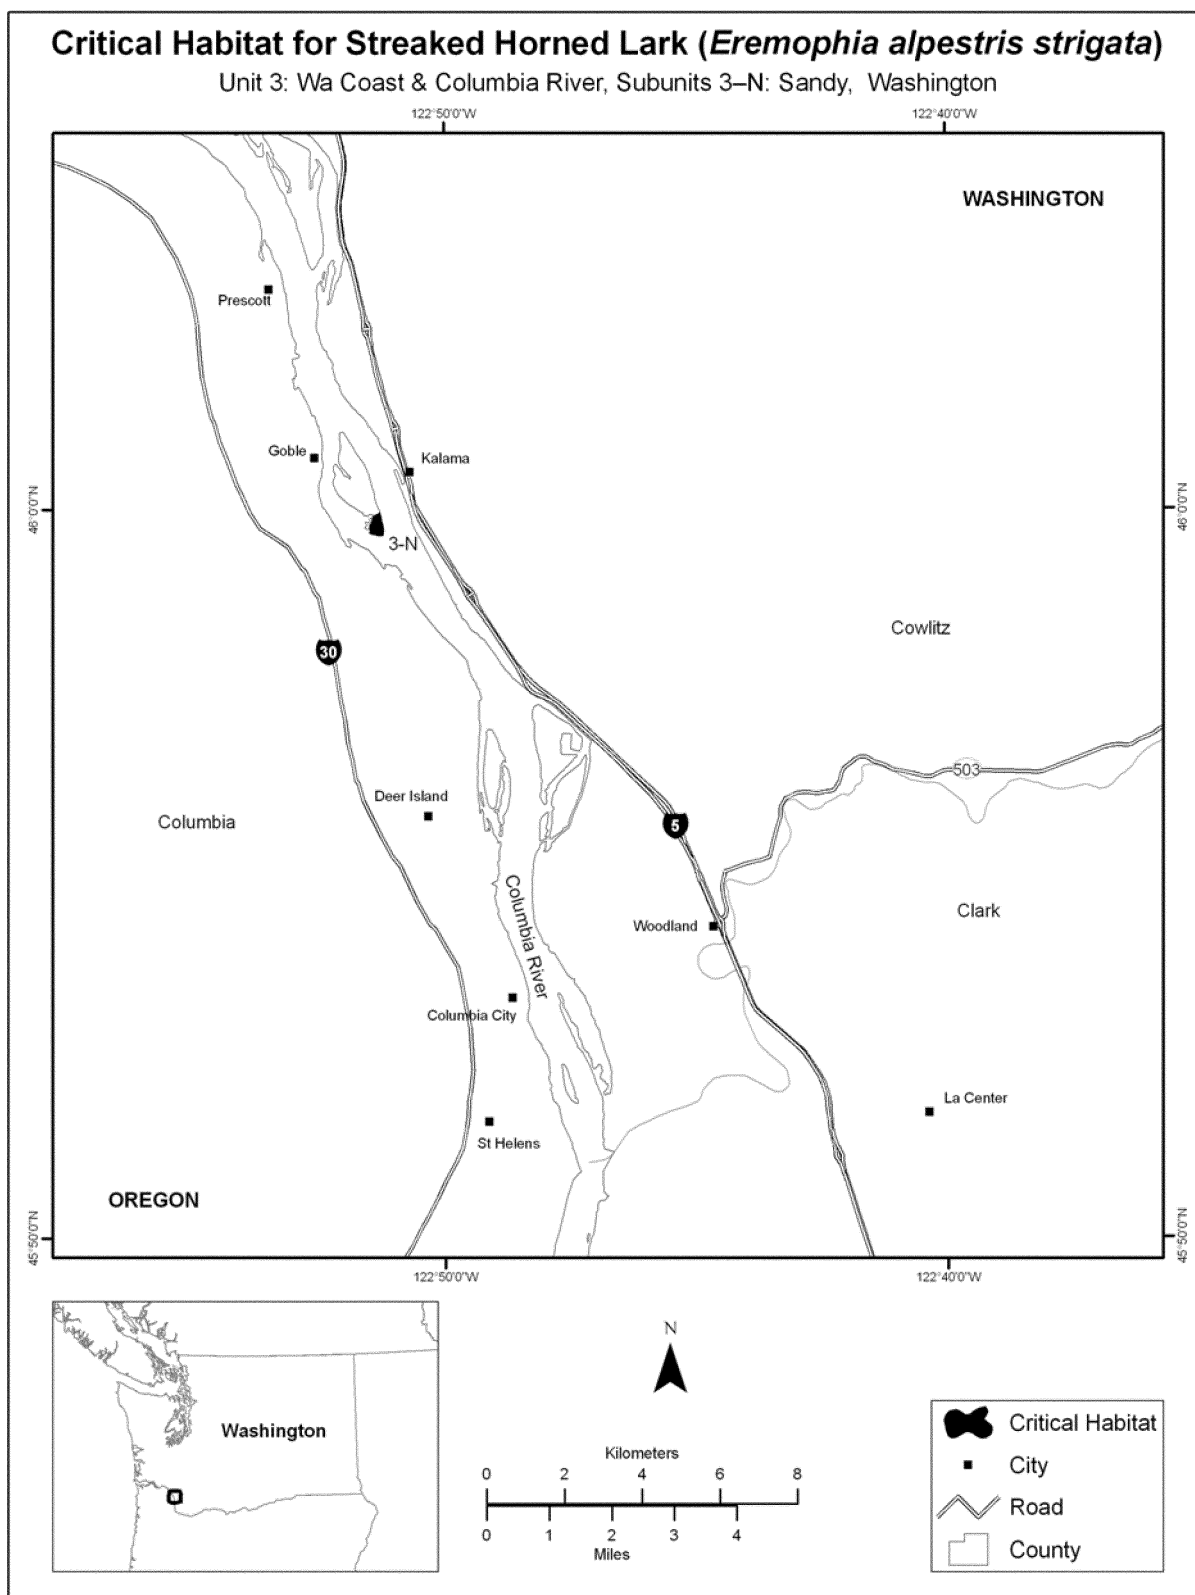 Critical Habitat for Streaked Horned Lark (Eremophia alpestris strigata)
Unit 3: Wa Coast & Columbia River, Subunits 3–N: Sandy, Washington
122°50'0"W 122°40'0"W
WASHINGTON
Prescott
Goble
Kalama
46°0'0"N 46°0'0"N
3-N
Cowlitz
30
503
Deer Island
Columbia
5
Columbia River
Clark
Woodland
Columbia City
La Center
St Helens
OREGON
45°50'0"N 45°50'0"N
122°50'0"W 122°40'0"W
Washington
N
Kilometers
0 2 4 6 8
0 1 2 3 4
Miles
Critical Habitat
City
Road
County